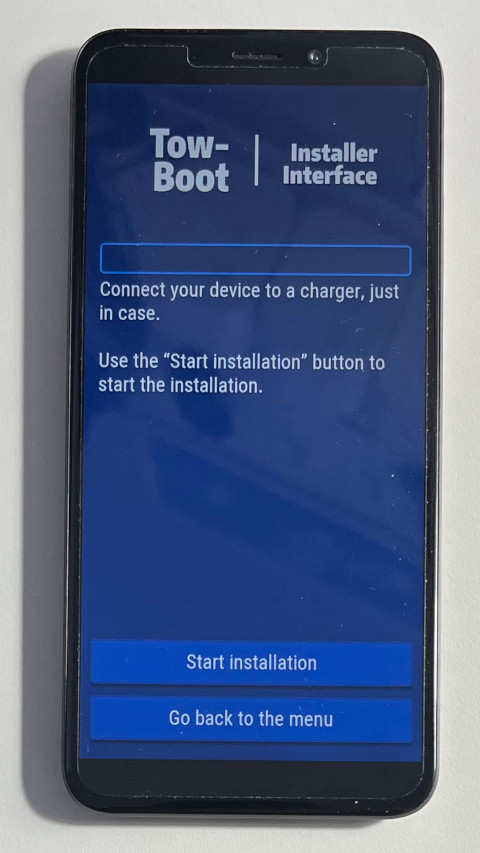 Tow-
Boot
Installer
Interface
Connect your device to a charger, just
in case.
Use the “Start installation” button to
start the installation.
Start installation
Go back to the menu